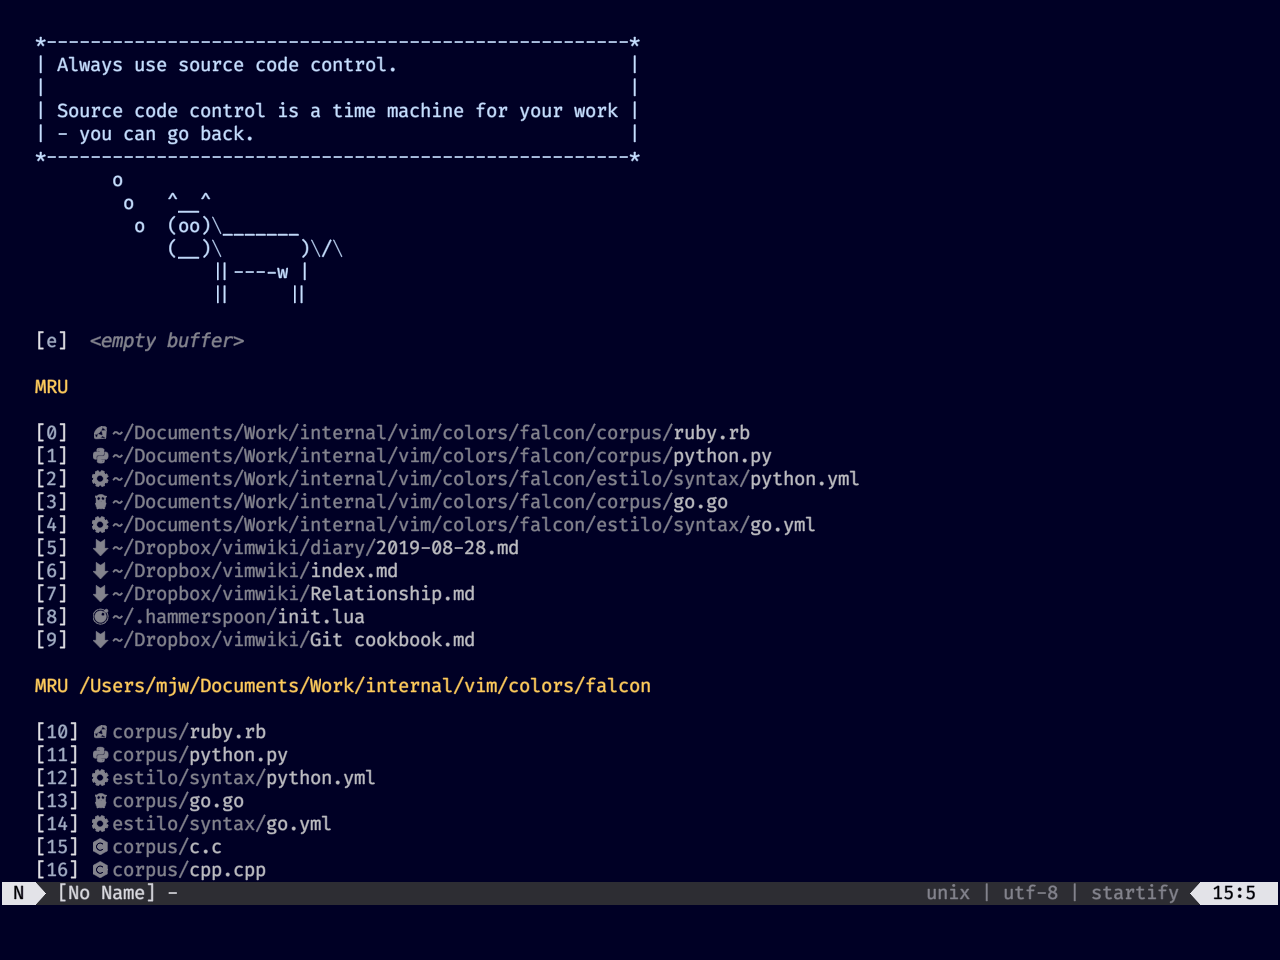 *-----------------------------------------------------*
| Always use source code control.                     |
|                                                     |
| Source code control is a time machine for your work |
| - you can go back.                                  |
*-----------------------------------------------------*
       o
        o   ^__^
         o  (oo)\_______
            (__)\       )\/\
                ||----w |
                ||     ||
[e]  <empty buffer>
MRU
[0]  ~/Documents/Work/internal/vim/colors/falcon/corpus/ruby.rb
[1]  ~/Documents/Work/internal/vim/colors/falcon/corpus/python.py
[2]  ~/Documents/Work/internal/vim/colors/falcon/estilo/syntax/python.yml
[3]  ~/Documents/Work/internal/vim/colors/falcon/corpus/go.go
[4]  ~/Documents/Work/internal/vim/colors/falcon/estilo/syntax/go.yml
[5]  ~/Dropbox/vimwiki/diary/2019-08-28.md
[6]  ~/Dropbox/vimwiki/index.md
[7]  ~/Dropbox/vimwiki/Relationship.md
[8]  ~/.hammerspoon/init.lua
[9]  ~/Dropbox/vimwiki/Git cookbook.md
MRU /Users/mjw/Documents/Work/internal/vim/colors/falcon
[10] corpus/ruby.rb
[11] corpus/python.py
[12] estilo/syntax/python.yml
[13] corpus/go.go
[14] estilo/syntax/go.yml
[15] corpus/c.c
[16] corpus/cpp.cpp
N [No Name] - unix | utf-8 | startify 15:5